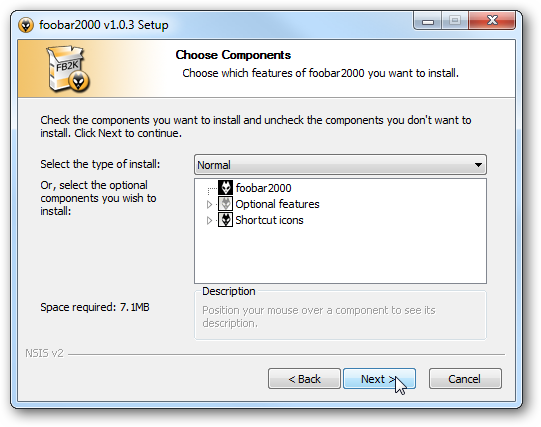 foobar2000 v1.0.3 Setup
FB2K
Choose Components
Choose which features of foobar2000 you want to install.
Check the components you want to install and uncheck the components you don't want to
install. Click Next to continue.
Select the type of install:
Normal
Or, select the optional
components you wish to
install:
foobar2000
Optional features
Shortcut icons
Space required: 7.1MB
Description
Position your mouse over a component to see its
description.
NSIS v2
< Back
Next >
Cancel